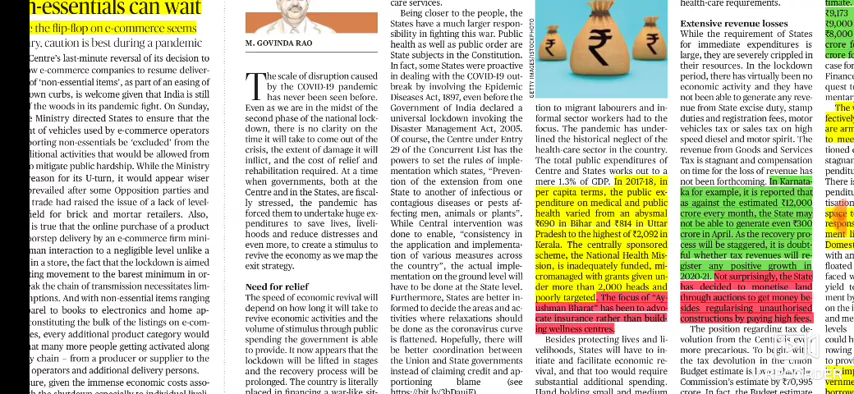 n-essentials can wait
e the flip-flop on e-commerce seems
ry, caution is best during a pandemic
Centre's last-minute reversal of its decision to
w e-commerce companies to resume deliver-
of 'non-essential items', as part of an easing of
own curbs, is welcome given that India is still
the woods in its pandemic fight. On Sunday,
e Ministry directed States to ensure that the
nt of vehicles used by e-commerce operators
porting non-essentials be 'excluded' from the
ditional activities that would be allowed from
o mitigate public hardship. While the Ministry
reason for its U-turn, it would appear wiser
prevailed after some Opposition parties and
trade had raised the issue of a lack of level-
field for brick and mortar retailers. Also,
is true that the online purchase of a product
oorstep delivery by an e-commerce firm mini-
man interaction to a negligible level unlike a
in a store, the fact that the lockdown is aimed
ting movement to the barest minimum in or-
eak the chain of transmission necessitates lim-
mptions. And with non-essential items ranging
arel to books to electronics and home ap-
constituting the bulk of the listings on e-com-
es, every additional product category would
at many more people getting activated along
y chain – from a producer or supplier to the
operators and additional delivery persons.
ure, given the immense economic costs asso-
M. GOVINDA RAO
The scale of disruption caused
by the COVID-19 pandemic
has never been seen before.
Even as we are in the midst of the
second phase of the national lock-
down, there is no clarity on the
time it will take to come out of the
crisis, the extent of damage it will
inflict, and the cost of relief and
rehabilitation required. At a time
when governments, both at the
Centre and in the States, are fiscal-
ly stressed, the pandemic has
forced them to undertake huge ex-
penditures to save lives, liveli-
hoods and reduce distresses and
even more, to create a stimulus to
revive the economy as we map the
exit strategy.
Need for relief
The speed of economic revival will
depend on how long it will take to
revive economic activities and the
volume of stimulus through public
spending the government is able
to provide. It now appears that the
lockdown will be lifted in stages
and the recovery process will be
prolonged. The country is literally
placed in financing a war-like sit-
care services.
Being closer to the people, the
States have a much larger respon-
sibility in fighting this war. Public
health as well as public order are
State subjects in the Constitution.
In fact, some States were proactive
in dealing with the COVID-19 out-
break by involving the Epidemic
Diseases Act, 1897, even before the
Government of India declared a
universal lockdown invoking the
Disaster Management Act, 2005.
Of course, the Centre under Entry
29 of the Concurrent List has the
powers to set the rules of imple-
mentation which states, "Preven-
tion of the extension from one
State to another of infectious or
contagious diseases or pests af-
fecting men, animals or plants".
While Central intervention was
done to enable, "consistency in
the application and implementa-
tion of various measures across
the country", the actual imple-
mentation on the ground level will
have to be done at the State level.
Furthermore, States are better in-
formed to decide the areas and ac-
tivities where relaxations should
be done as the coronavirus curve
is flattened. Hopefully, there will
be better coordination between
the Union and State governments
instead of claiming credit and ap-
portioning blame (see
GETTY IMAGES/ISTOCKPHOTO
tion to migrant labourers and in-
formal sector workers had to the
focus. The pandemic has under-
lined the historical neglect of the
health-care sector in the country.
The total public expenditures of
Centre and States works out to a
mere 1.3% of GDP. In 2017-18, in
per capita terms, the public ex-
penditure on medical and public
health varied from an abysmal
₹690 in Bihar and ₹814 in Uttar
Pradesh to the highest of ₹2,092 in
Kerala. The centrally sponsored
scheme, the National Health Mis-
sion, is inadequately funded, mi-
cromanaged with grants given un-
der more than 2,000 heads and
poorly targeted. The focus of "Ay-
ushman Bharat" has been to advo-
cate insurance rather than build-
ing wellness centres.
Besides protecting lives and li-
velihoods, States will have to in-
itiate and facilitate economic re-
vival, and that too would require
substantial additional spending.
Hand holding small and medium
health-care requirements.
Extensive revenue losses
While the requirement of States
for immediate expenditures is
large, they are severely crippled in
their resources. In the lockdown
period, there has virtually been no
economic activity and they have
not been able to generate any reve-
nue from State excise duty, stamp
duties and registration fees, motor
vehicles tax or sales tax on high
speed diesel and motor spirit. The
revenue from Goods and Services
Tax is stagnant and compensation
on time for the loss of revenue has
not been forthcoming. In Karnata-
ka for example, it is reported that
as against the estimated ₹12,000
crore every month, the State may
not be able to generate even ₹300
crore in April. As the recovery pro-
cess will be staggered, it is doubt-
ful whether tax revenues will re-
gister any positive growth in
2020-21. Not surprisingly, the State
has decided to monetise land
through auctions to get money be-
sides regularising unauthorised
constructions by paying high fees.
The position regarding tax de-
volution from the
more precarious. To begin
the tax devolution in the Union
Budget estimate is
Commission's estimate by ₹70,995
crore. In fact, the Budget estimate
₹9,173
₹9,000
₹8,000